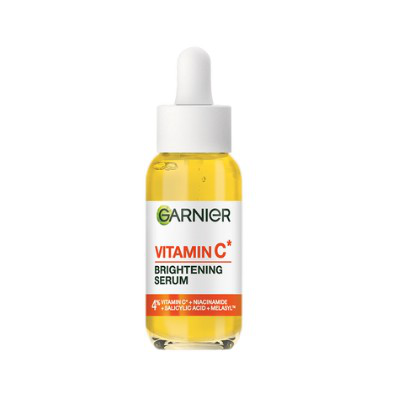 GARNIER
VITAMIN C*
BRIGHTENING
SERUM
4% VITAMIN C* + NIACINAMIDE
+ SALICYLIC ACID + MELASYL™